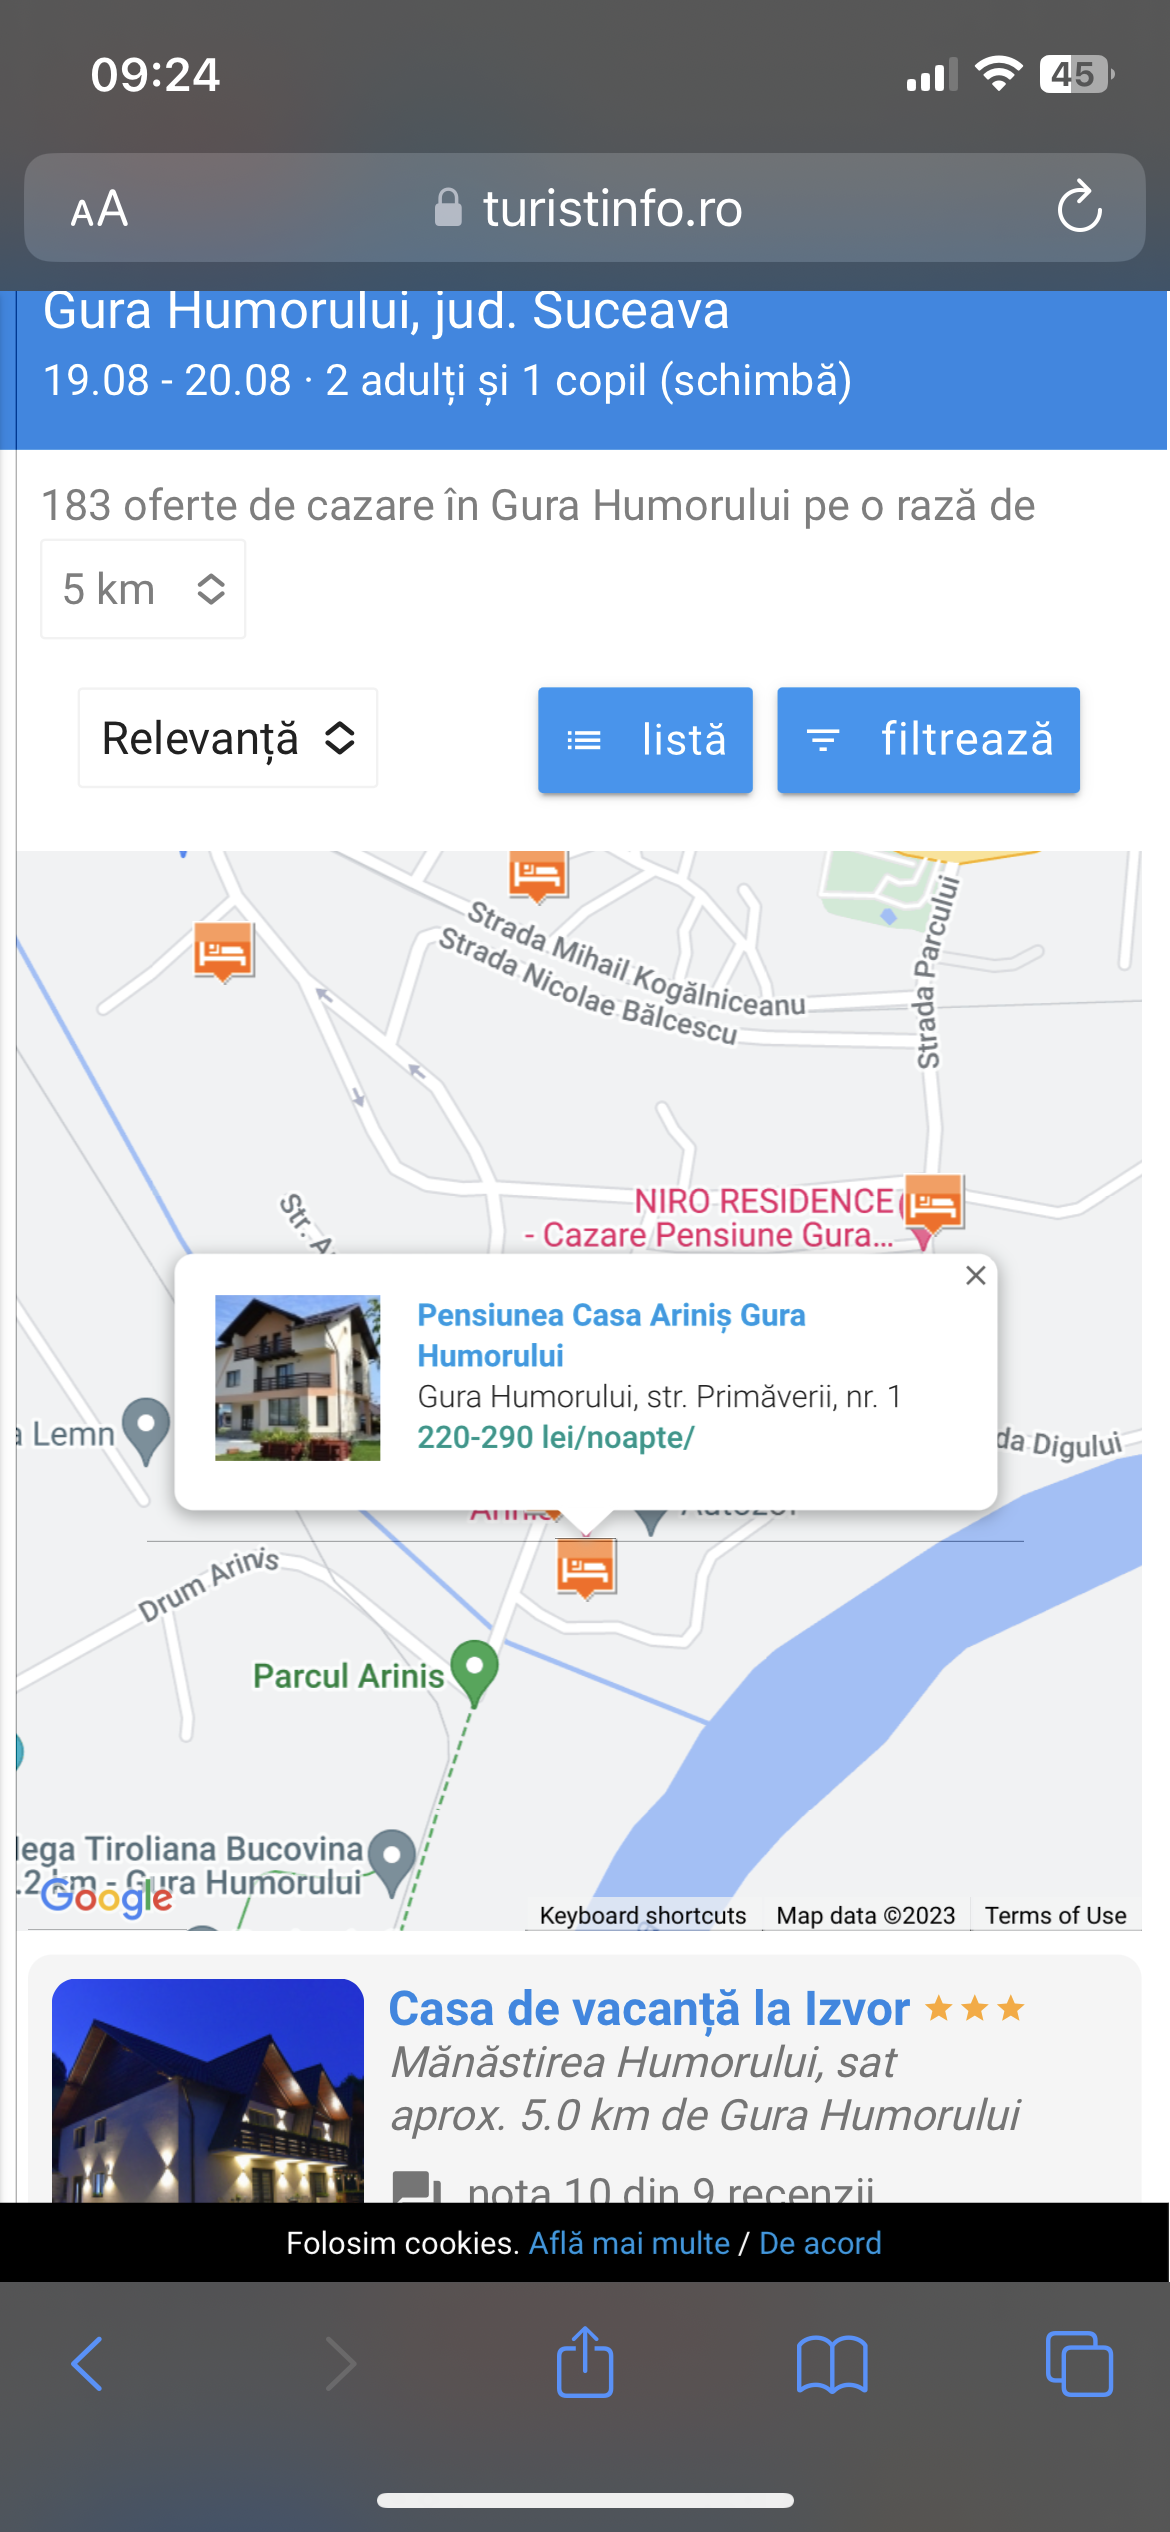 09:24
45
AA
turistinfo.ro
Gura Humorului, jud. Suceava
19.08 - 20.08 · 2 adulți și 1 copil (schimbă)
183 oferte de cazare în Gura Humorului pe o rază de
5 km
Relevanță
listă
filtrează
Strada Mihail Kogălniceanu
Strada Nicolae Bălcescu
Strada Parcului
NIRO RESIDENCE
- Cazare Pensiune Gura...
Str. A
Pensiunea Casa Ariniș Gura
Humorului
Gura Humorului, str. Primăverii, nr. 1
220-290 lei/noapte/
a Lemn
da Digului
Drum Arinis
Parcul Arinis
lega Tiroliana Bucovina
.2 km - Gura Humorului
Google
Keyboard shortcuts
Map data ©2023
Terms of Use
Casa de vacanță la Izvor
Mănăstirea Humorului, sat
aprox. 5.0 km de Gura Humorului
nota 10 din 9 recenzii
Folosim cookies. Află mai multe / De acord